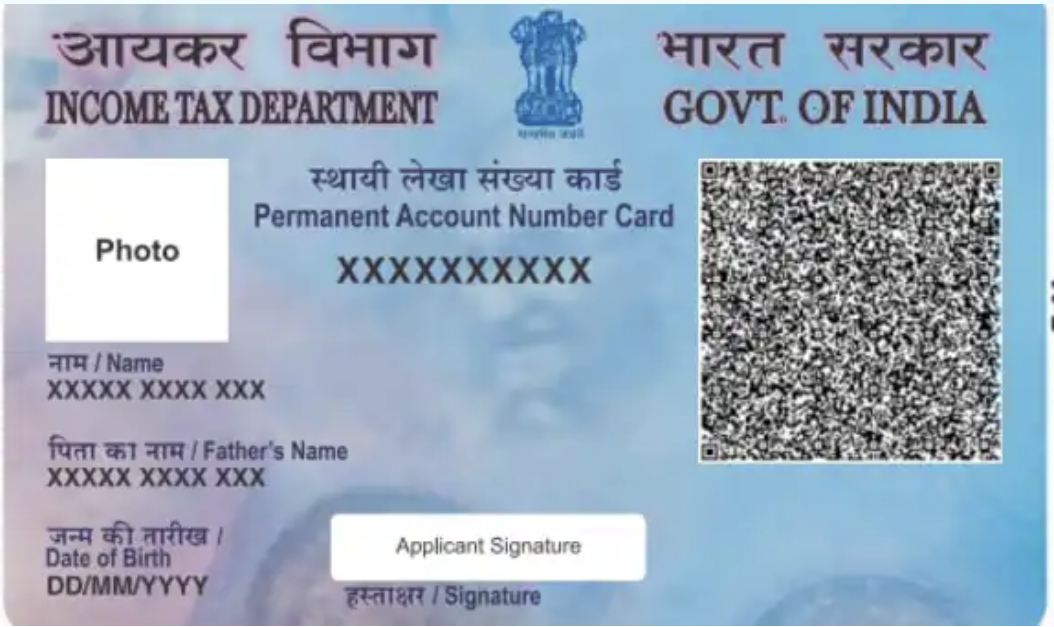 आयकर विभाग
INCOME TAX DEPARTMENT
भारत सरकार
GOVT. OF INDIA
सत्यमेव जयते
स्थायी लेखा संख्या कार्ड
Permanent Account Number Card
XXXXXXXXXX
Photo
नाम / Name
XXXXX XXXX XXX
पिता का नाम / Father's Name
XXXXX XXXX XXX
जन्म की तारीख /
Date of Birth
DD/MM/YYYY
Applicant Signature
हस्ताक्षर / Signature